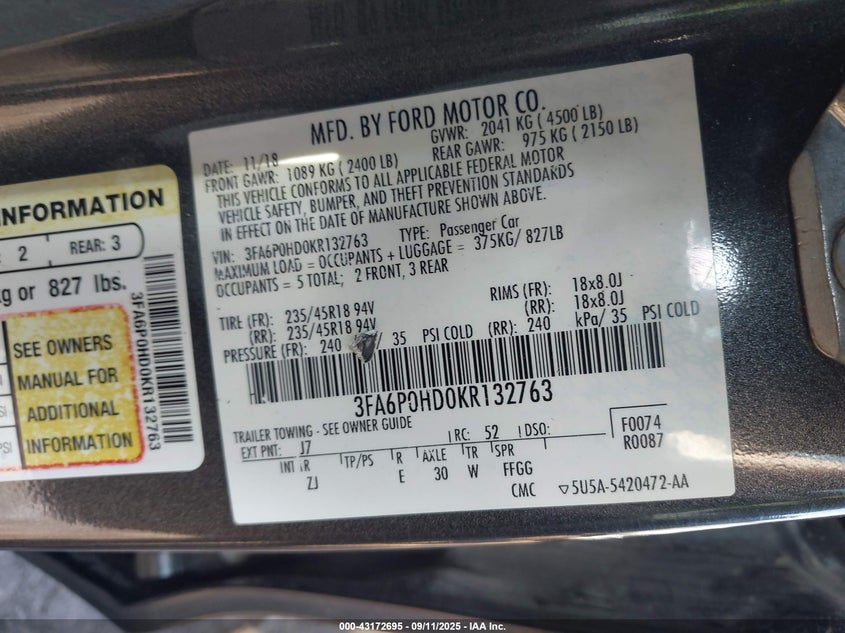 INFORMATION
: 2 REAR: 3
kg or 827 lbs.
SEE OWNERS
MANUAL FOR
ADDITIONAL
INFORMATION
3FA6P0HD0KR132763
MFD. BY FORD MOTOR CO.
DATE: 11/18 GVWR: 2041 KG ( 4500 LB)
FRONT GAWR: 1089 KG ( 2400 LB) REAR GAWR: 975 KG ( 2150 LB)
THIS VEHICLE CONFORMS TO ALL APPLICABLE FEDERAL MOTOR
VEHICLE SAFETY, BUMPER, AND THEFT PREVENTION STANDARDS
IN EFFECT ON THE DATE OF MANUFACTURE SHOWN ABOVE.
VIN: 3FA6P0HD0KR132763 TYPE: Passenger Car
MAXIMUM LOAD = OCCUPANTS + LUGGAGE = 375KG/ 827LB
OCCUPANTS = 5 TOTAL; 2 FRONT, 3 REAR
TIRE (FR): 235/45R18 94V RIMS (FR): 18x8.0J
(RR): 235/45R18 94V (RR): 18x8.0J
PRESSURE (FR): 240 / 35 PSI COLD (RR): 240 kPa/ 35 PSI COLD
3FA6P0HD0KR132763
TRAILER TOWING - SEE OWNER GUIDE
EXT PNT: J7 RC: 52 DSO: F0074
R0087
INT TR TP/PS R AXLE TR SPR
ZJ E 30 W FFGG
CMC ▽5U5A-5420472-AA
000-43172695 - 09/11/2025 - IAA Inc.